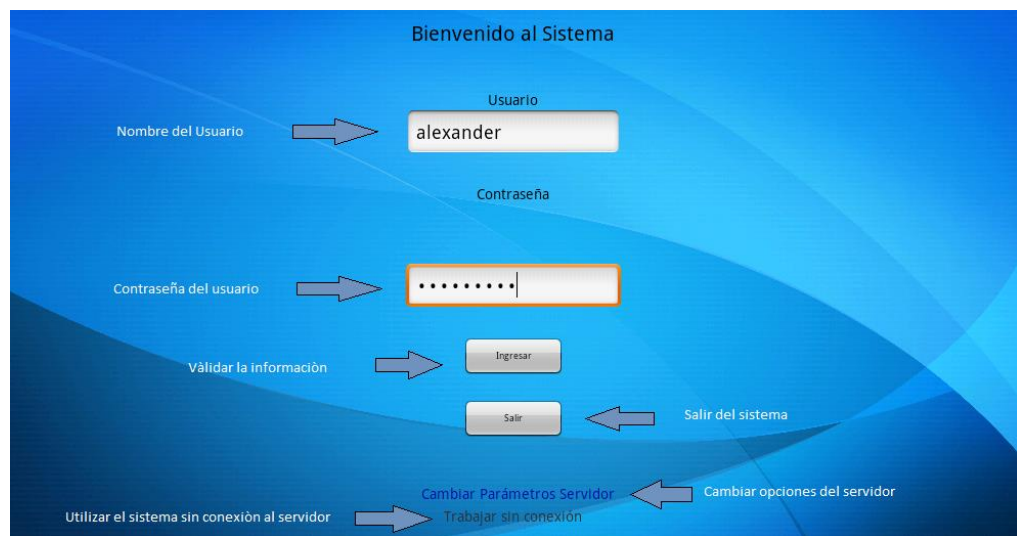 Bienvenido al Sistema
Usuario
Nombre del Usuario
alexander
Contraseña
Contraseña del usuario
•••••••••
Vàlidar la informaciòn
Ingresar
Salir
Salir del sistema
Cambiar Parámetros Servidor
Cambiar opciones del servidor
Utilizar el sistema sin conexiòn al servidor
Trabajar sin conexión